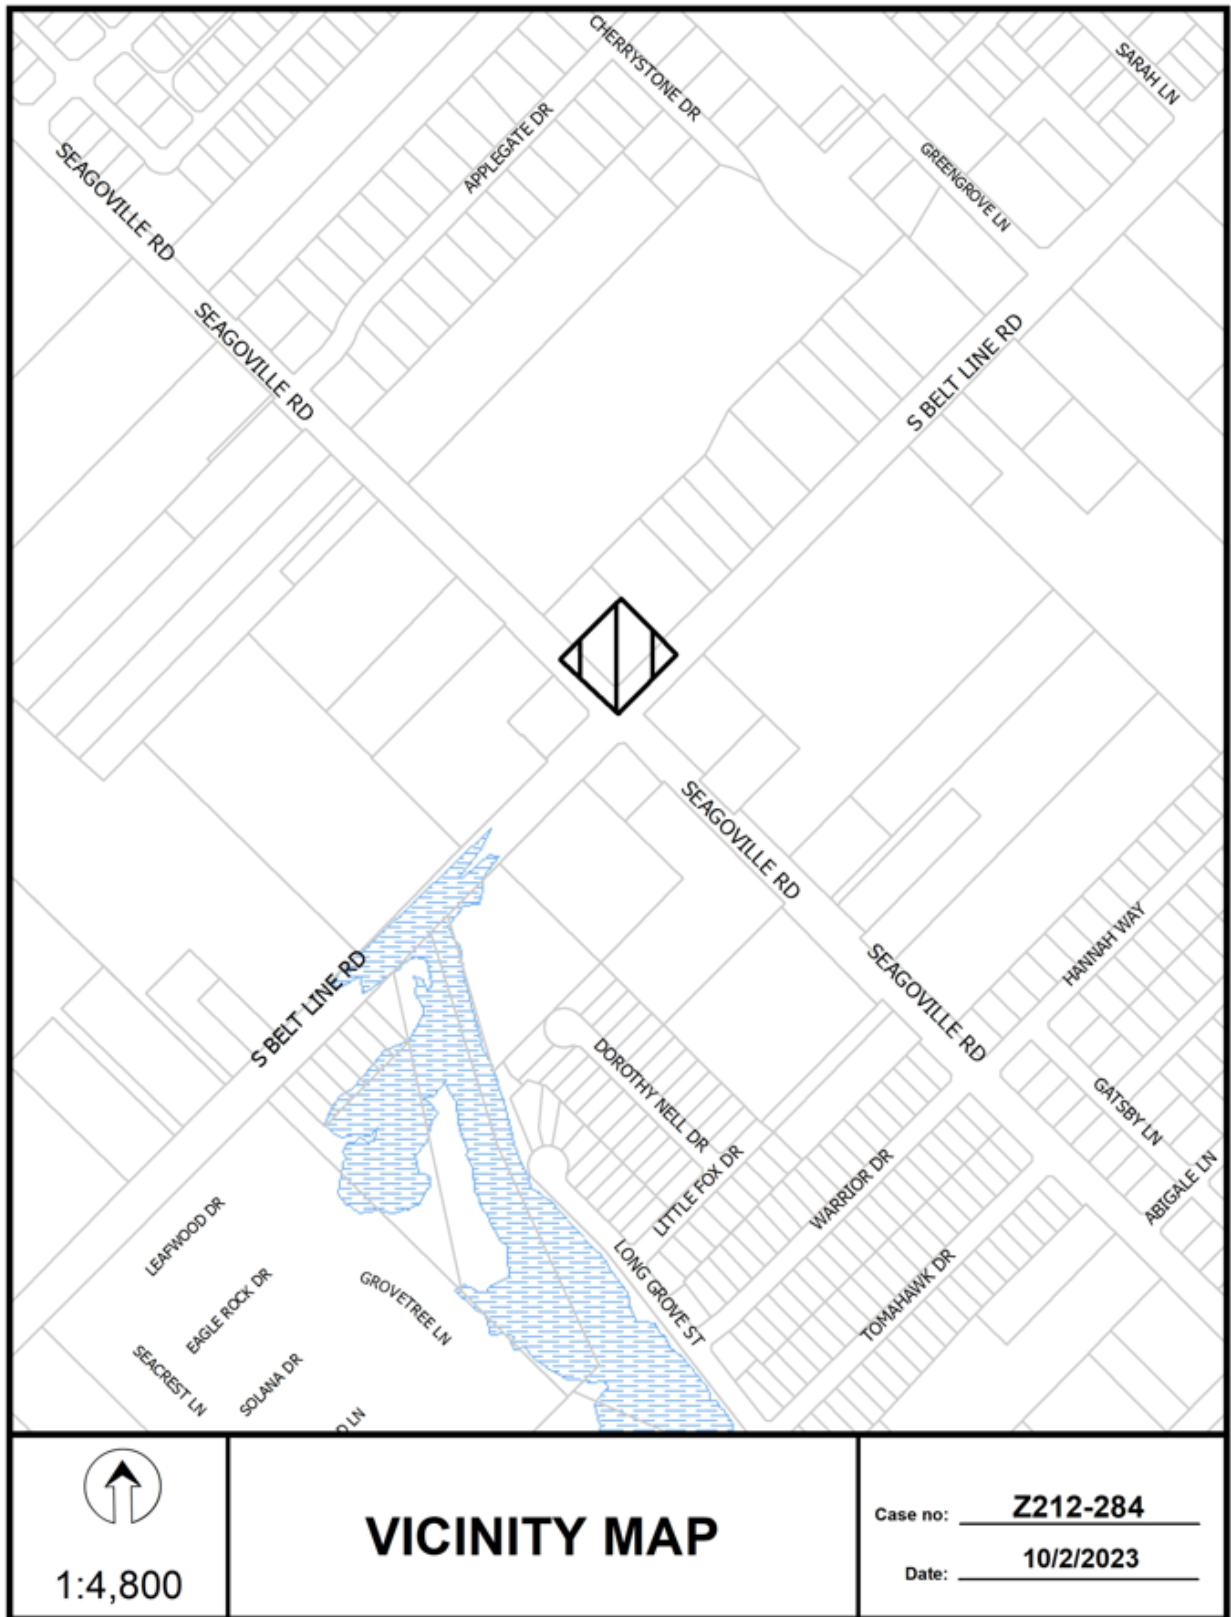 CHERRYSTONE DR
SARAH LN
APPLEGATE DR
GREENGROVE LN
SEAGOVILLE RD
SEAGOVILLE RD
S BELT LINE RD
SEAGOVILLE RD
HANNAH WAY
SEAGOVILLE RD
S BELT LINE RD
DOROTHY NELL DR
GATSBY LN
LITTLE FOX DR
WARRIOR DR
ABIGALE LN
LEAFWOOD DR
LONG GROVE ST
EAGLE ROCK DR
GROVETREE LN
TOMAHAWK DR
SEACREST LN
SOLANA DR
D LN
1:4,800
VICINITY MAP
Case no: Z212-284
Date: 10/2/2023